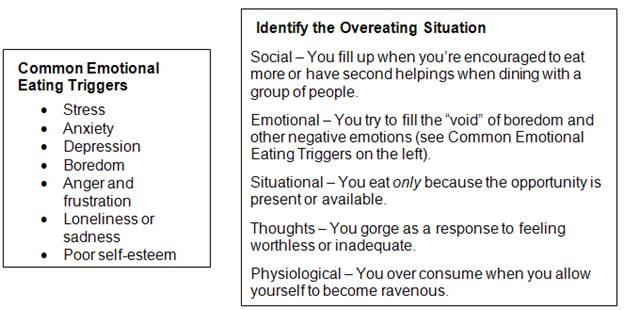 Common Emotional
Eating Triggers
• Stress
• Anxiety
• Depression
• Boredom
• Anger and
frustration
• Loneliness or
sadness
• Poor self-esteem
Identify the Overeating Situation
Social – You fill up when you’re encouraged to eat
more or have second helpings when dining with a
group of people.
Emotional – You try to fill the “void” of boredom and
other negative emotions (see Common Emotional
Eating Triggers on the left).
Situational – You eat only because the opportunity is
present or available.
Thoughts – You gorge as a response to feeling
worthless or inadequate.
Physiological – You over consume when you allow
yourself to become ravenous.